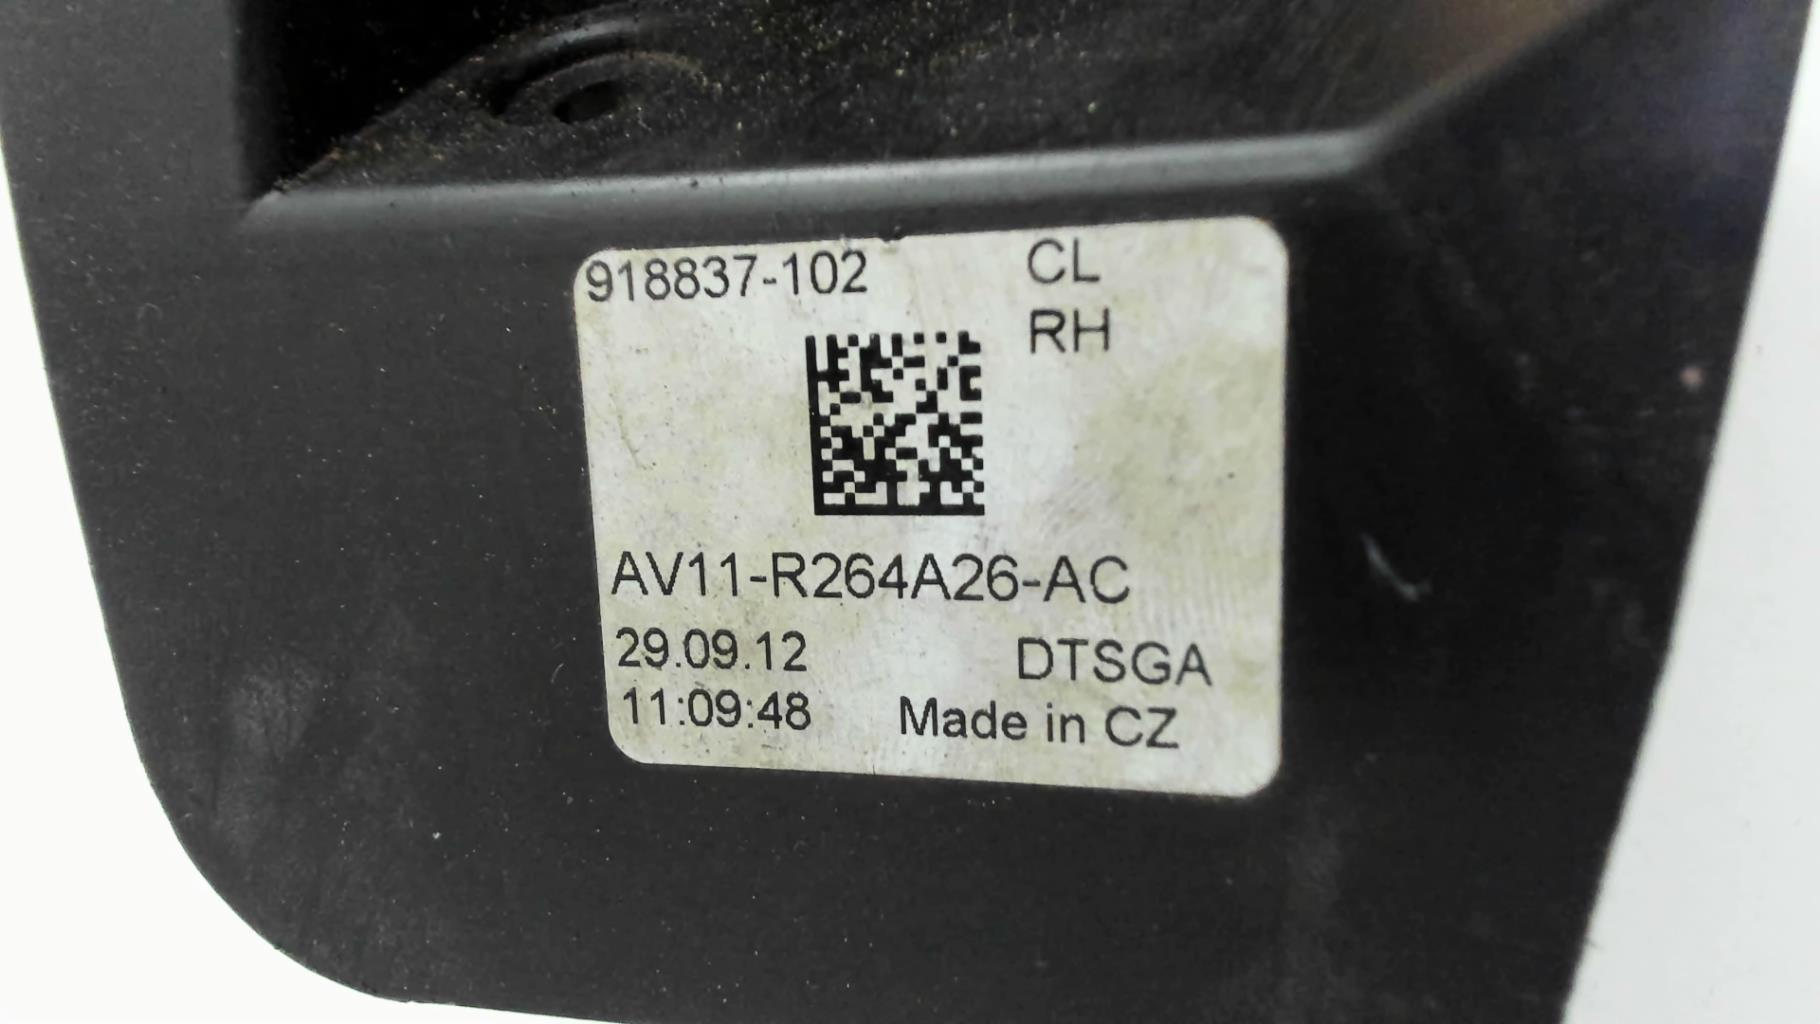 918837-102 CL
RH
AV11-R264A26-AC
29.09.12 DTSGA
11:09:48 Made in CZ